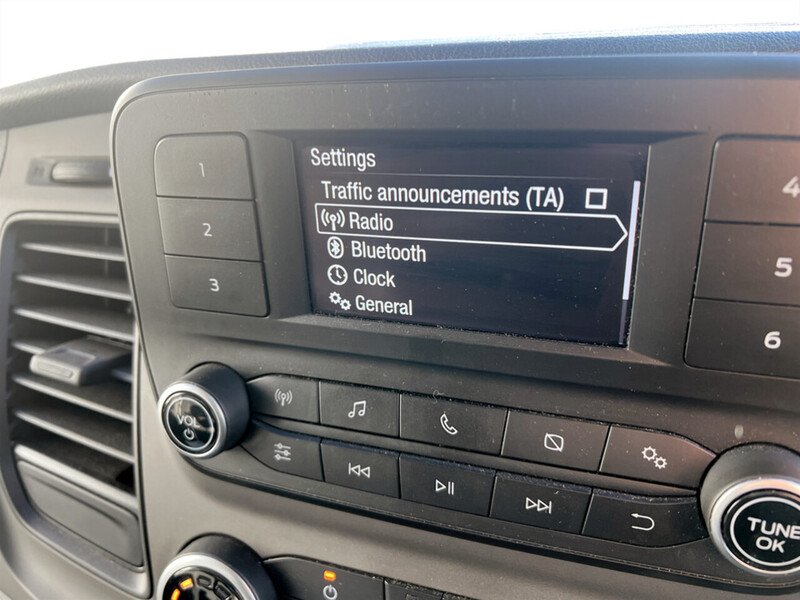 Settings
Traffic announcements (TA)
Radio
Bluetooth
Clock
General
1
2
3
4
5
6
VOL
TUNE
OK